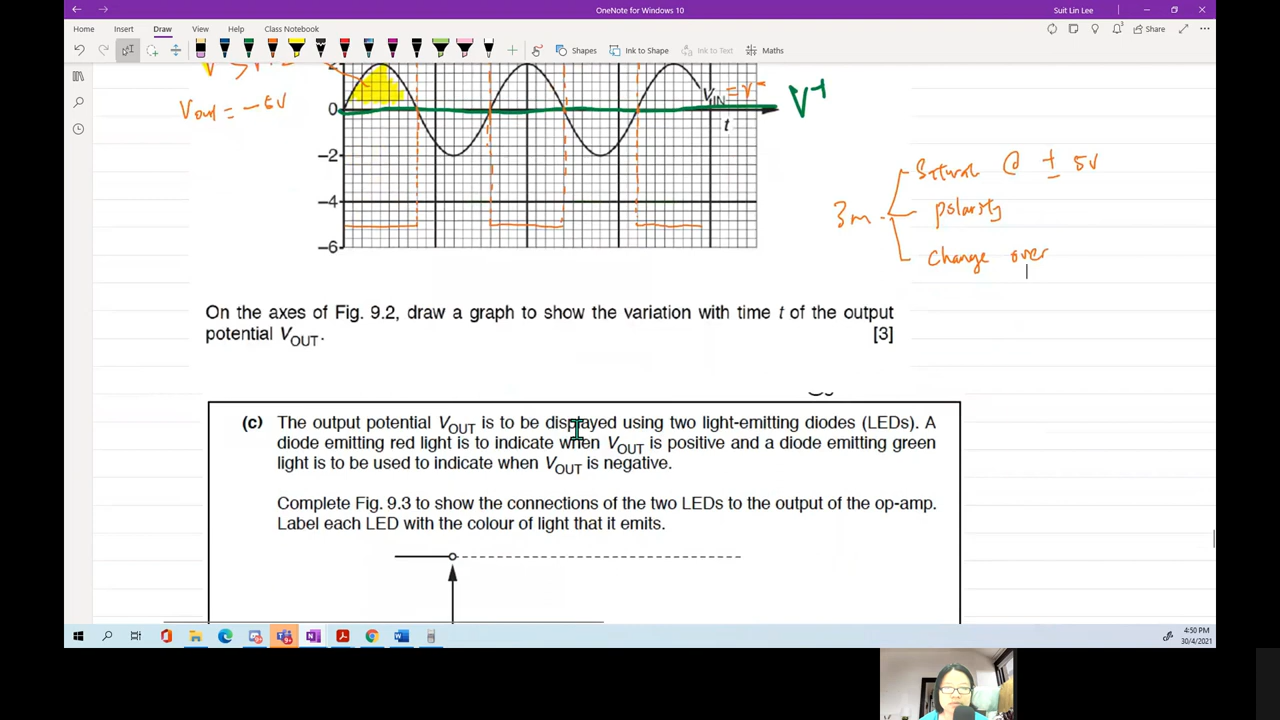 OneNote for Windows 10
Suit Lin Lee
Home Insert Draw View Help Class Notebook
Share
Shapes Ink to Shape Ink to Text Maths
2
0
−2
−4
−6
VIN = V-
t
V+
Vout = -5V
3m
@ ± 5V
polarity
change over
On the axes of Fig. 9.2, draw a graph to show the variation with time t of the output
potential VOUT. [3]
(c) The output potential VOUT is to be displayed using two light-emitting diodes (LEDs). A
diode emitting red light is to indicate when VOUT is positive and a diode emitting green
light is to be used to indicate when VOUT is negative.
Complete Fig. 9.3 to show the connections of the two LEDs to the output of the op-amp.
Label each LED with the colour of light that it emits.
4:50 PM
30/4/2021